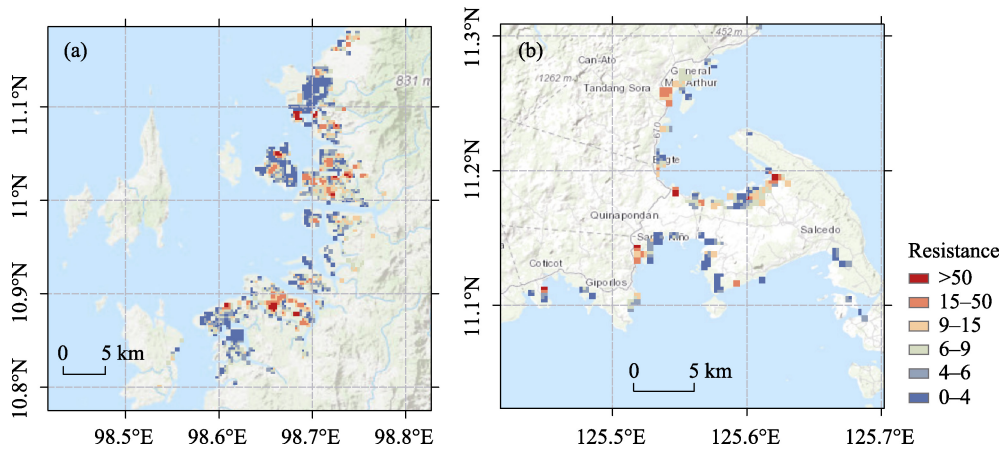 (a)
831 m
11.1°N
11°N
10.9°N
10.8°N
0 5 km
98.5°E 98.6°E 98.7°E 98.8°E
(b)
-452 m
Can-Ato
1262 m
General
Tandang Sora
Quinapondan
Salcedo
Coticot
Giporlos
11.3°N
11.2°N
11.1°N
0 5 km
125.5°E 125.6°E 125.7°E
Resistance
>50
15–50
9–15
6–9
4–6
0–4